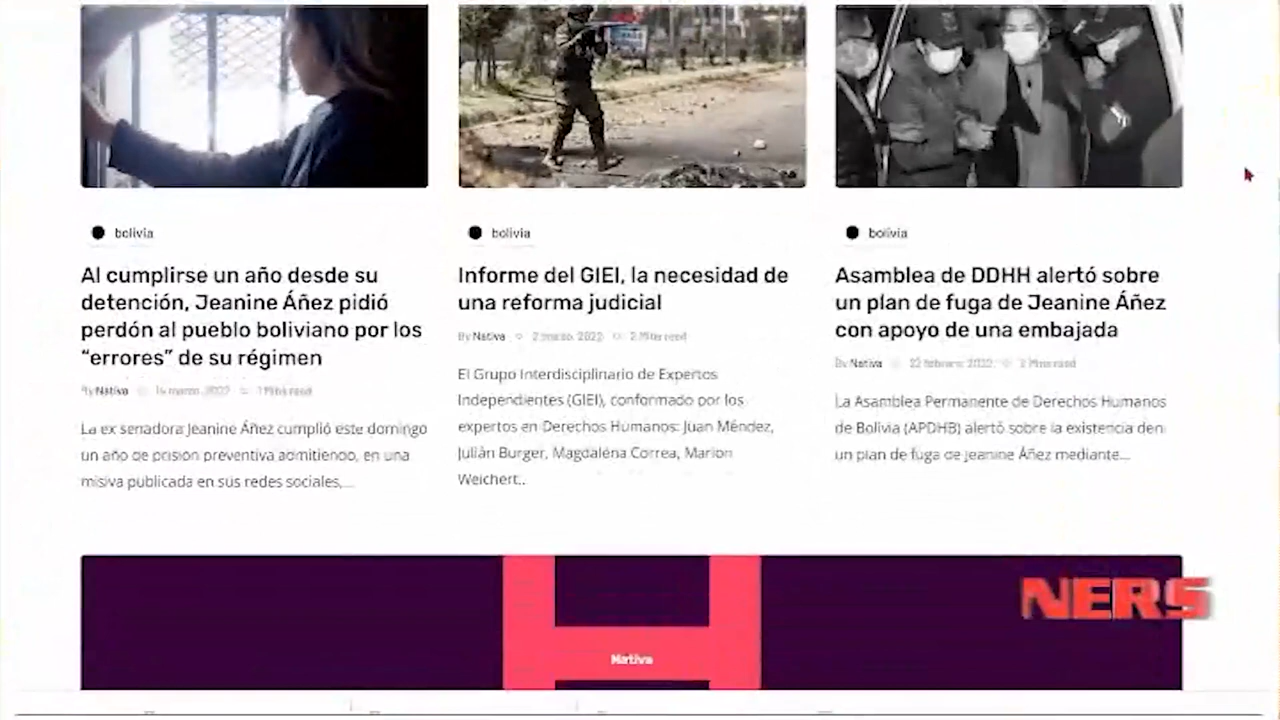 bolivia
Al cumplirse un año desde su
detención, Jeanine Áñez pidió
perdón al pueblo boliviano por los
“errores” de su régimen
By Nativa 14 marzo, 2022 1 Mins read
La ex senadora Jeanine Áñez cumplió este domingo
un año de prisión preventiva admitiendo, en una
misiva publicada en sus redes sociales,...
bolivia
Informe del GIEI, la necesidad de
una reforma judicial
By Nativa 2 marzo, 2022 2 Mins read
El Grupo Interdisciplinario de Expertos
Independientes (GIEI), conformado por los
expertos en Derechos Humanos: Juan Méndez,
Julián Burger, Magdalena Correa, Marlon
Weichert..
bolivia
Asamblea de DDHH alertó sobre
un plan de fuga de Jeanine Áñez
con apoyo de una embajada
By Nativa 22 febrero, 2022 2 Mins read
La Asamblea Permanente de Derechos Humanos
de Bolivia (APDHB) alertó sobre la existencia den
un plan de fuga de Jeanine Áñez mediante...
Nativa
NERS